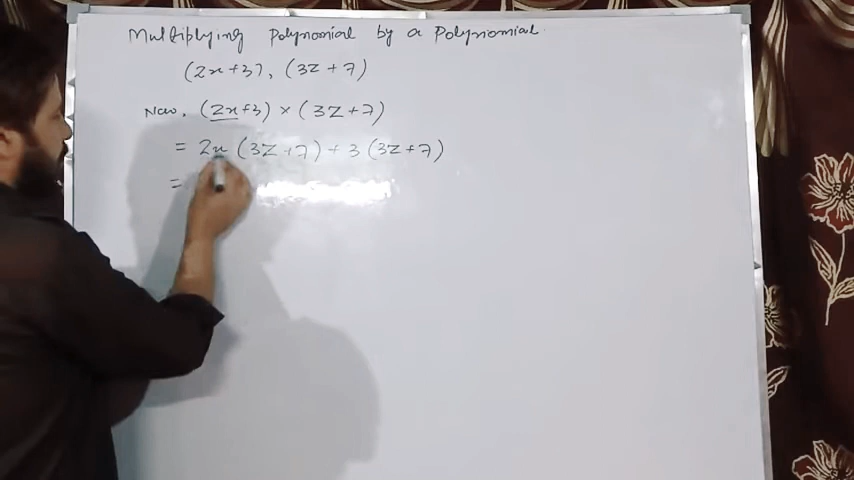 Multiplying Polynomial by a Polynomial.
(2x+3), (3z+7)
Now, (2x+3) × (3z+7)
= 2x (3z+7) + 3 (3z+7)
=